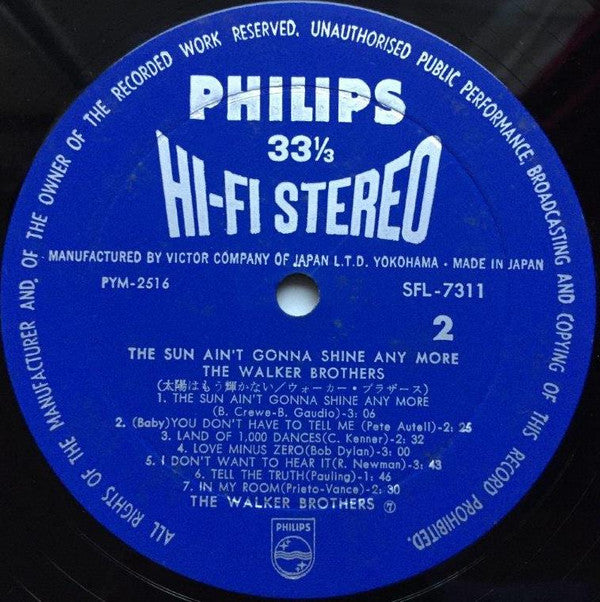 ALL RIGHTS OF THE MANUFACTURER AND, OF THE OWNER OF THE RECORDED WORK RESERVED. UNAUTHORISED PUBLIC PERFORMANCE, BROADCASTING AND COPYING OF THIS RECORD PROHIBITED.
PHILIPS
33⅓
HI-FI STEREO
MANUFACTURED BY VICTOR COMPANY OF JAPAN L.T.D. YOKOHAMA • MADE IN JAPAN
PYM-2516 SFL-7311
2
THE SUN AIN'T GONNA SHINE ANY MORE
THE WALKER BROTHERS
(太陽はもう輝かない/ウォーカー・ブラザース)
1. THE SUN AIN'T GONNA SHINE ANY MORE
(B. Crewe-B. Gaudio)-3: 06
2. (Baby)YOU DON'T HAVE TO TELL ME (Pete Autell)-2: 25
3. LAND OF 1,000 DANCES(C. Kenner)-2: 32
4. LOVE MINUS ZERO(Bob Dylan)-3: 00
5. I DON'T WANT TO HEAR IT(R. Newman)-3: 43
6. TELL THE TRUTH(Pauling)-1: 46
7. IN MY ROOM(Prieto-Vance)-2: 30
THE WALKER BROTHERS ⑦
PHILIPS